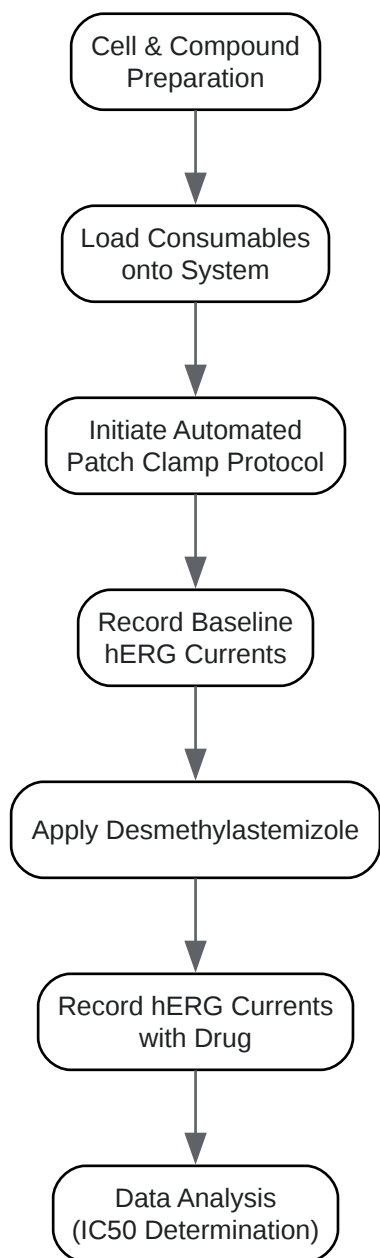 Cell & Compound
Preparation
Load Consumables
onto System
Initiate Automated
Patch Clamp Protocol
Record Baseline
hERG Currents
Apply Desmethylastemizole
Record hERG Currents
with Drug
Data Analysis
(IC50 Determination)